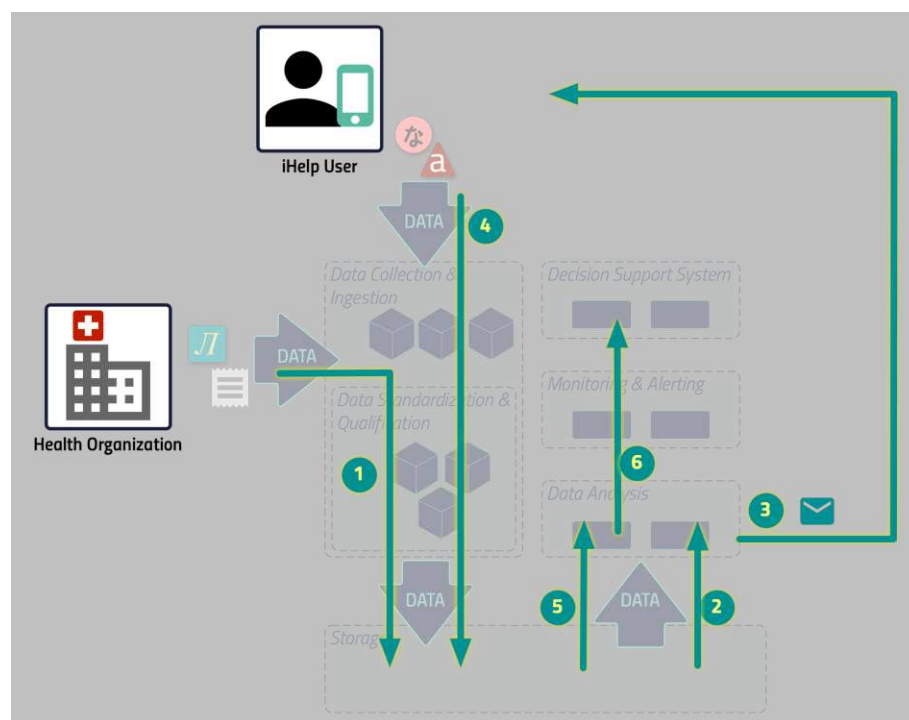 iHelp User
な
a
DATA
4
Data Collection &
Ingestion
Decision Support System
Л
DATA
Monitoring & Alerting
Data Standardization &
Qualification
Health Organization
1
6
Data Analysis
3
DATA
5
DATA
2
Storage